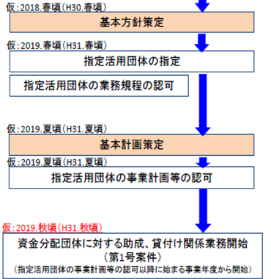 仮:2018.春頃(H30.春頃)
基本方針策定
仮:2019.春頃(H31.春頃)
指定活用団体の指定
指定活用団体の業務規程の認可
仮:2019.夏頃(H31.夏頃)
基本計画策定
仮:2019.夏頃(H31.夏頃)
指定活用団体の事業計画等の認可
仮:2019.秋頃(H31.秋頃)
資金分配団体に対する助成、貸付け関係業務開始
(第1号案件)
(指定活用団体の事業計画等の認可以降に始まる事業年度から開始)